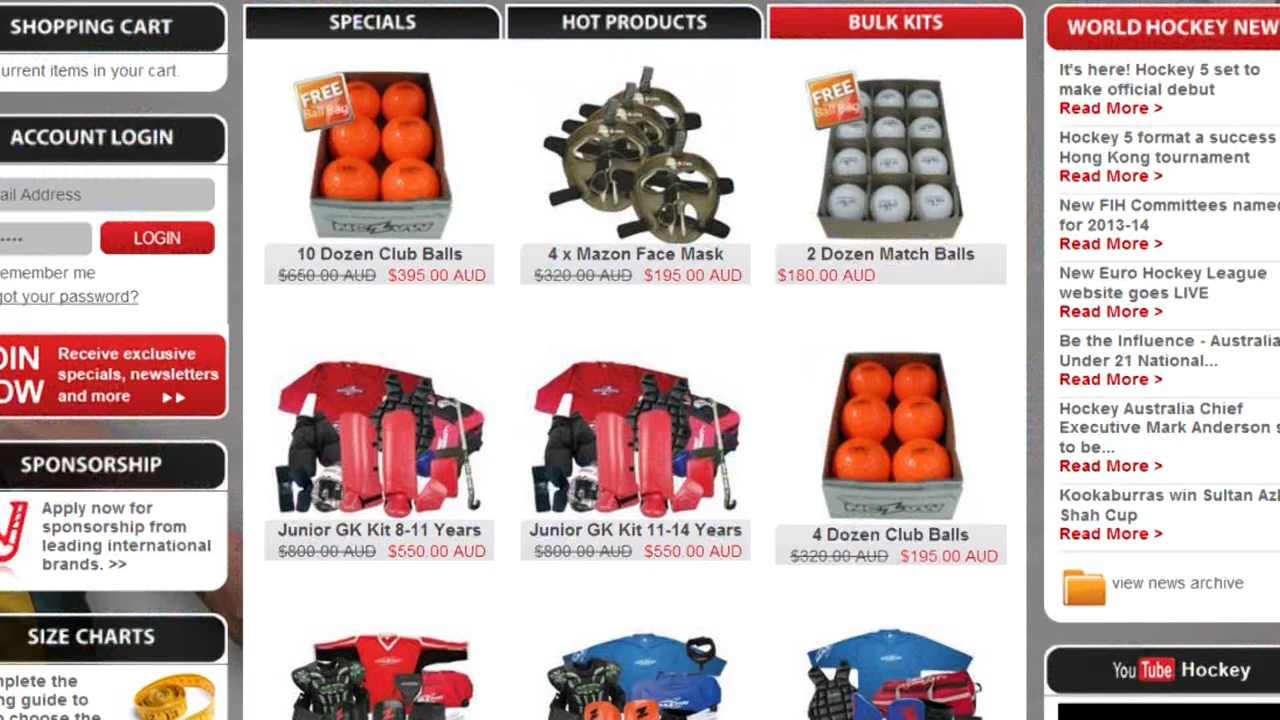 SHOPPING CART
urrent items in your cart.
ACCOUNT LOGIN
ail Address
LOGIN
emember me
got your password?
OIN
OW
Receive exclusive
specials, newsletters
and more
SPONSORSHIP
Apply now for
sponsorship from
leading international
brands. >>
SIZE CHARTS
mplete the
ng guide to
o choose the
SPECIALS
HOT PRODUCTS
BULK KITS
FREE
Ball Bag
10 Dozen Club Balls
$650.00 AUD $395.00 AUD
4 x Mazon Face Mask
$320.00 AUD $195.00 AUD
FREE
Ball Bag
2 Dozen Match Balls
$180.00 AUD
Junior GK Kit 8-11 Years
$800.00 AUD $550.00 AUD
Junior GK Kit 11-14 Years
$800.00 AUD $550.00 AUD
4 Dozen Club Balls
$320.00 AUD $195.00 AUD
WORLD HOCKEY NEW
It's here! Hockey 5 set to
make official debut
Read More >
Hockey 5 format a success
Hong Kong tournament
Read More >
New FIH Committees name
for 2013-14
Read More >
New Euro Hockey League
website goes LIVE
Read More >
Be the Influence - Australia
Under 21 National...
Read More >
Hockey Australia Chief
Executive Mark Anderson s
to be...
Read More >
Kookaburras win Sultan Azl
Shah Cup
Read More >
view news archive
YouTube Hockey